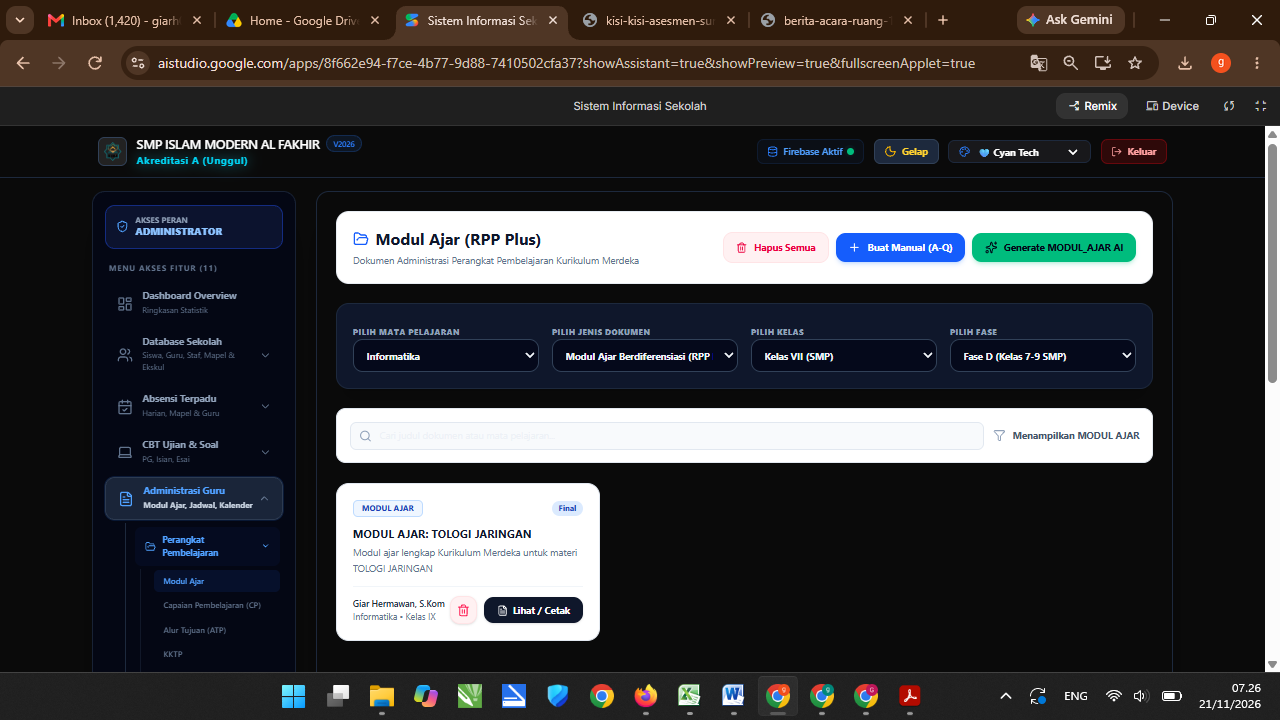 Inbox (1,420) - giarh
Home - Google Driv
Sistem Informasi Sek
kisi-kisi-asesmen-su
berita-acara-ruang-
Ask Gemini
aistudio.google.com/apps/8f662e94-f7ce-4b77-9d88-7410502cfa37?showAssistant=true&showPreview=true&fullscreenApplet=true
g
Sistem Informasi Sekolah
Remix
Device
SMP ISLAM MODERN AL FAKHIR
V2026
Akreditasi A (Unggul)
Firebase Aktif
Gelap
Cyan Tech
Keluar
AKSES PERAN
ADMINISTRATOR
MENU AKSES FITUR (11)
Dashboard Overview
Ringkasan Statistik
Database Sekolah
Siswa, Guru, Staf, Mapel &
Ekskul
Absensi Terpadu
Harian, Mapel & Guru
CBT Ujian & Soal
PG, Isian, Esai
Administrasi Guru
Modul Ajar, Jadwal, Kalender
Perangkat
Pembelajaran
Modul Ajar
Capaian Pembelajaran (CP)
Alur Tujuan (ATP)
KKTP
Modul Ajar (RPP Plus)
Dokumen Administrasi Perangkat Pembelajaran Kurikulum Merdeka
Hapus Semua
Buat Manual (A-Q)
Generate MODUL_AJAR AI
PILIH MATA PELAJARAN
Informatika
PILIH JENIS DOKUMEN
Modul Ajar Berdiferensiasi (RPP
PILIH KELAS
Kelas VII (SMP)
PILIH FASE
Fase D (Kelas 7-9 SMP)
Cari judul dokumen atau mata pelajaran...
Menampilkan MODUL AJAR
MODUL AJAR
Final
MODUL AJAR: TOLOGI JARINGAN
Modul ajar lengkap Kurikulum Merdeka untuk materi
TOLOGI JARINGAN
Giar Hermawan, S.Kom
Informatika • Kelas IX
Lihat / Cetak
ENG
07.26
21/11/2026